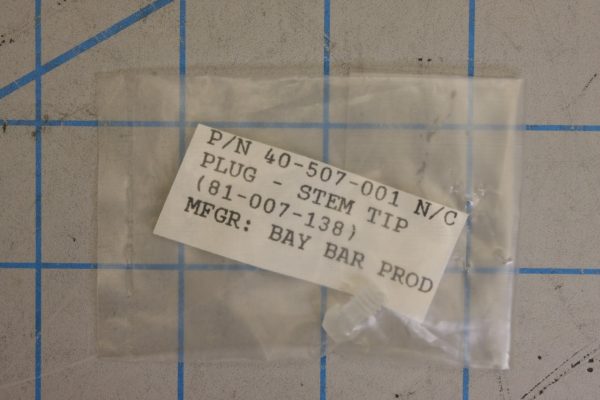 P/N 40-507-001 N/C
PLUG - STEM TIP
(81-007-138)
MFGR: BAY BAR PROD